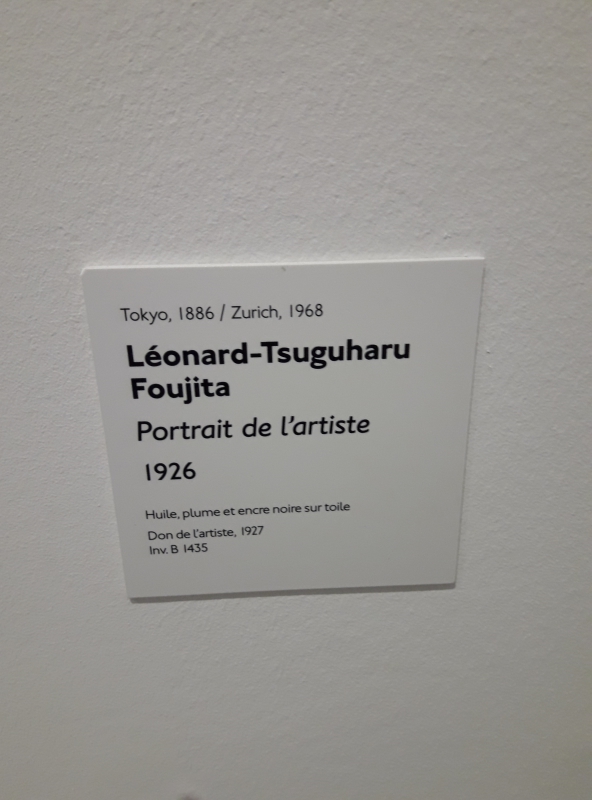 Tokyo, 1886 / Zurich, 1968
Léonard-Tsuguharu
Foujita
Portrait de l'artiste
1926
Huile, plume et encre noire sur toile
Don de l'artiste, 1927
Inv. B 1435